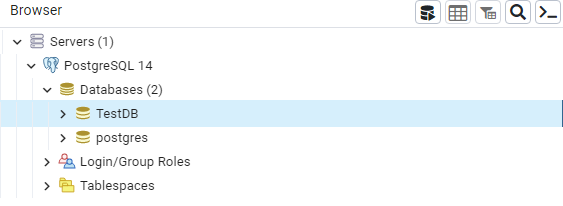 Browser
Servers (1)
PostgreSQL 14
Databases (2)
TestDB
postgres
Login/Group Roles
Tablespaces